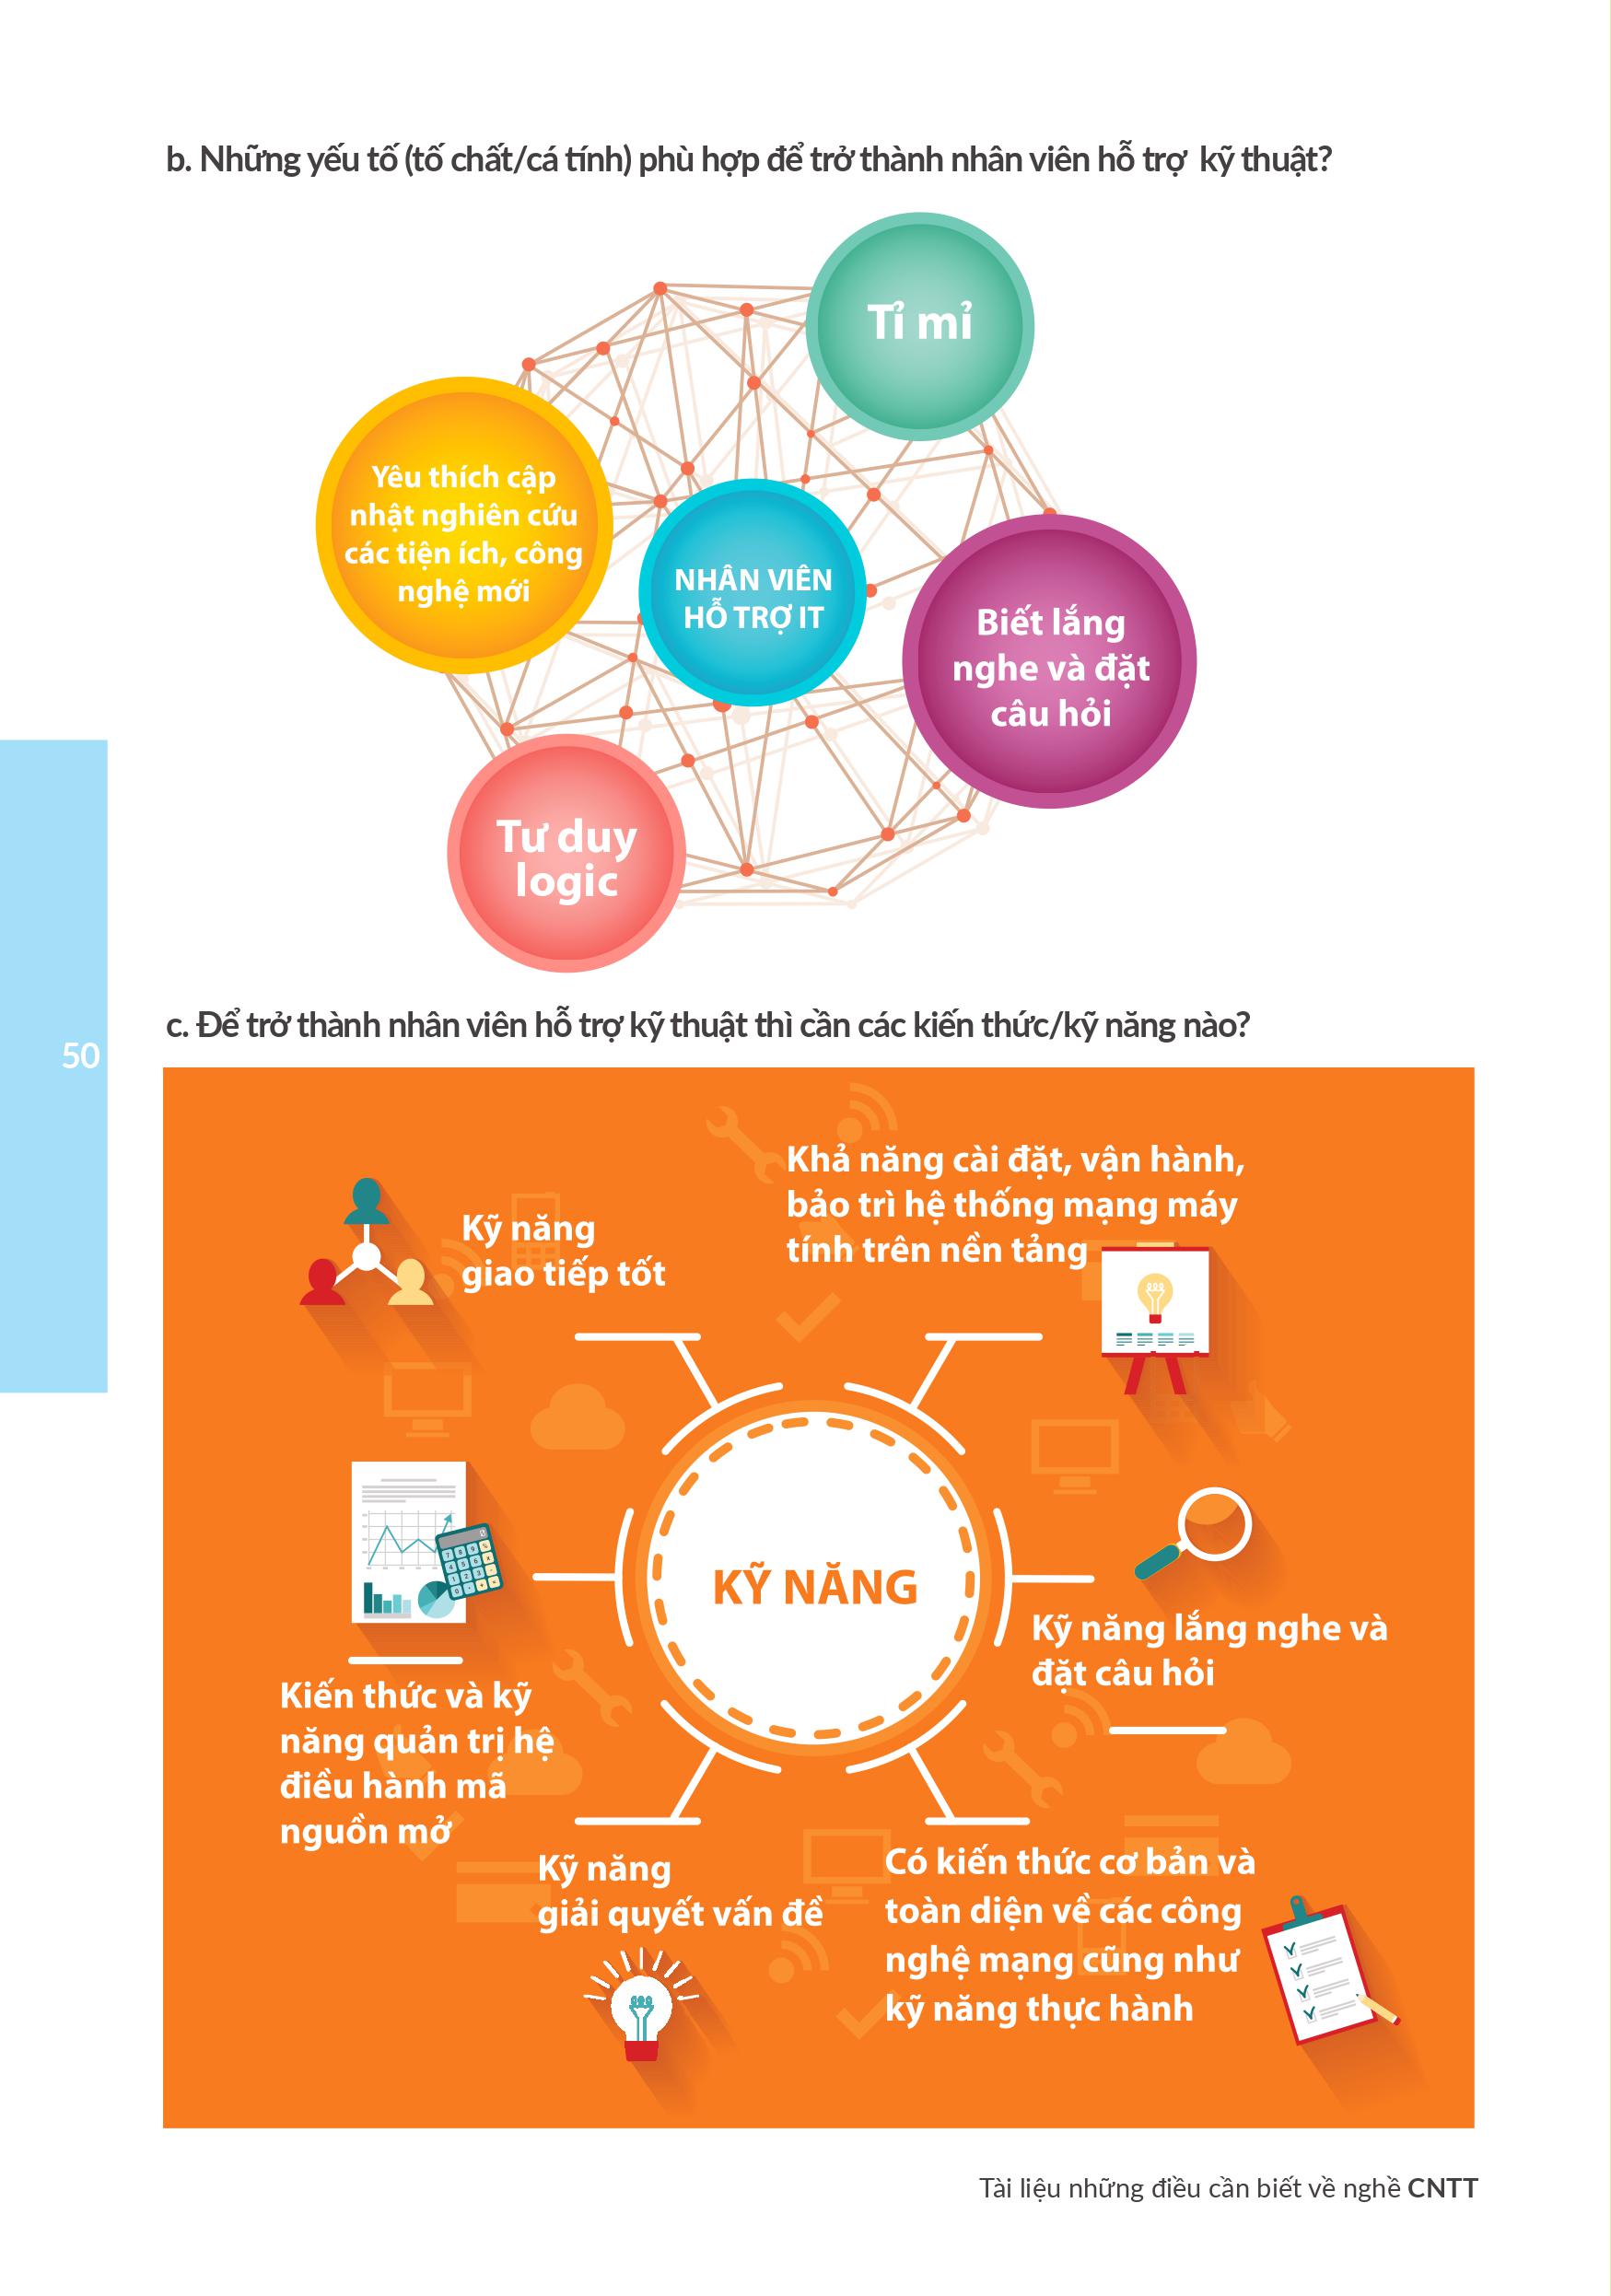 b. Những yếu tố (tố chất/cá tính) phù hợp để trở thành nhân viên hỗ trợ kỹ thuật?
Tỉ mỉ
Yêu thích cập
nhật nghiên cứu
các tiện ích, công
nghệ mới
NHÂN VIÊN
HỖ TRỢ IT
Biết lắng
nghe và đặt
câu hỏi
Tư duy
logic
c. Để trở thành nhân viên hỗ trợ kỹ thuật thì cần các kiến thức/kỹ năng nào?
50
Kỹ năng
giao tiếp tốt
Khả năng cài đặt, vận hành,
bảo trì hệ thống mạng máy
tính trên nền tảng
KỸ NĂNG
Kỹ năng lắng nghe và
đặt câu hỏi
Kiến thức và kỹ
năng quản trị hệ
điều hành mã
nguồn mở
Kỹ năng
giải quyết vấn đề
Có kiến thức cơ bản và
toàn diện về các công
nghệ mạng cũng như
kỹ năng thực hành
Tài liệu những điều cần biết về nghề CNTT